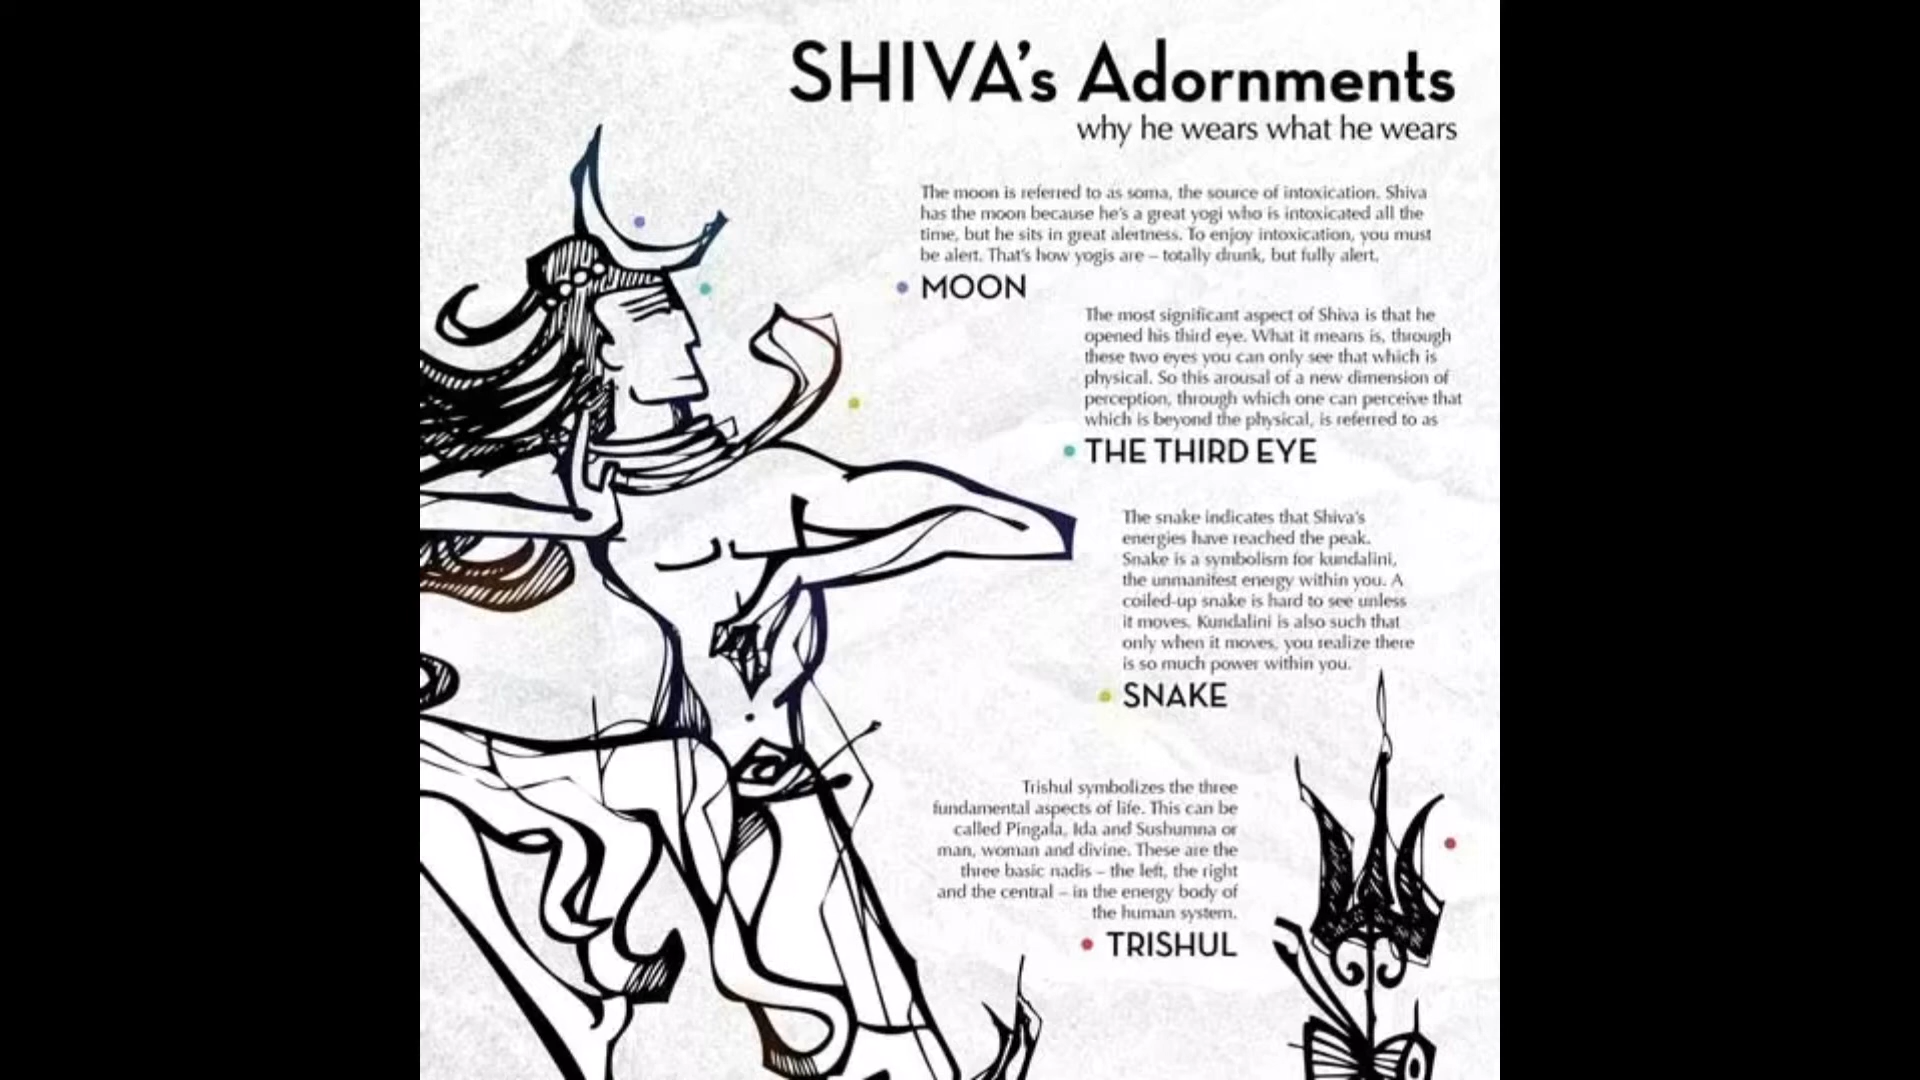 SHIVA's Adornments
why he wears what he wears
The moon is referred to as soma, the source of intoxication. Shiva
has the moon because he's a great yogi who is intoxicated all the
time, but he sits in great alertness. To enjoy intoxication, you must
be alert. That's how yogis are – totally drunk, but fully alert.
MOON
The most significant aspect of Shiva is that he
opened his third eye. What it means is, through
these two eyes you can only see that which is
physical. So this arousal of a new dimension of
perception, through which one can perceive that
which is beyond the physical, is referred to as
THE THIRD EYE
The snake indicates that Shiva's
energies have reached the peak.
Snake is a symbolism for kundalini,
the unmanifest energy within you. A
coiled-up snake is hard to see unless
it moves. Kundalini is also such that
only when it moves, you realize there
is so much power within you.
SNAKE
Trishul symbolizes the three
fundamental aspects of life. This can be
called Pingala, Ida and Sushumna or
man, woman and divine. These are the
three basic nadis – the left, the right
and the central – in the energy body of
the human system.
TRISHUL